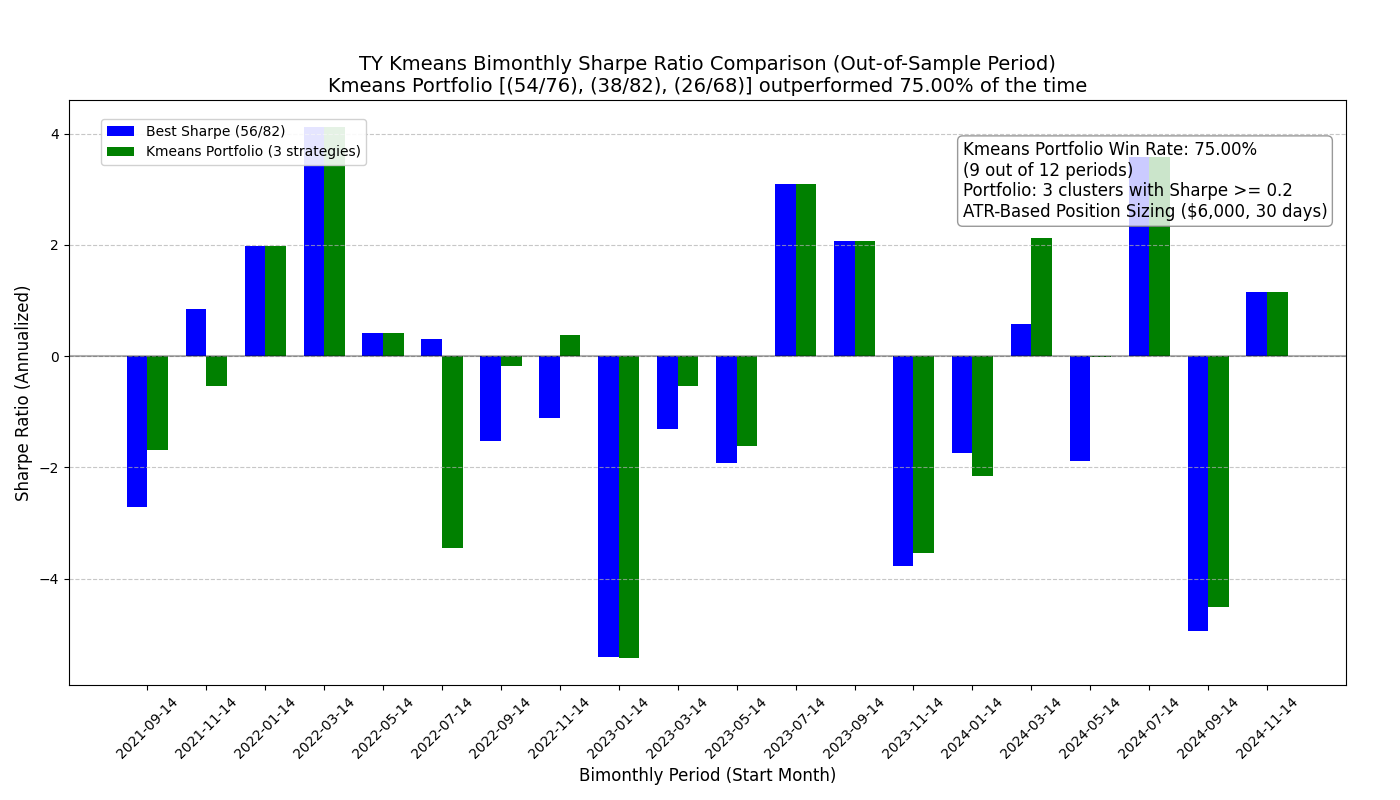 TY Kmeans Bimonthly Sharpe Ratio Comparison (Out-of-Sample Period)
Kmeans Portfolio [(54/76), (38/82), (26/68)] outperformed 75.00% of the time
Best Sharpe (56/82)
Kmeans Portfolio (3 strategies)
Kmeans Portfolio Win Rate: 75.00%
(9 out of 12 periods)
Portfolio: 3 clusters with Sharpe >= 0.2
ATR-Based Position Sizing ($6,000, 30 days)
Sharpe Ratio (Annualized)
4
2
0
−2
−4
2021-09-14
2021-11-14
2022-01-14
2022-03-14
2022-05-14
2022-07-14
2022-09-14
2022-11-14
2023-01-14
2023-03-14
2023-05-14
2023-07-14
2023-09-14
2023-11-14
2024-01-14
2024-03-14
2024-05-14
2024-07-14
2024-09-14
2024-11-14
Bimonthly Period (Start Month)